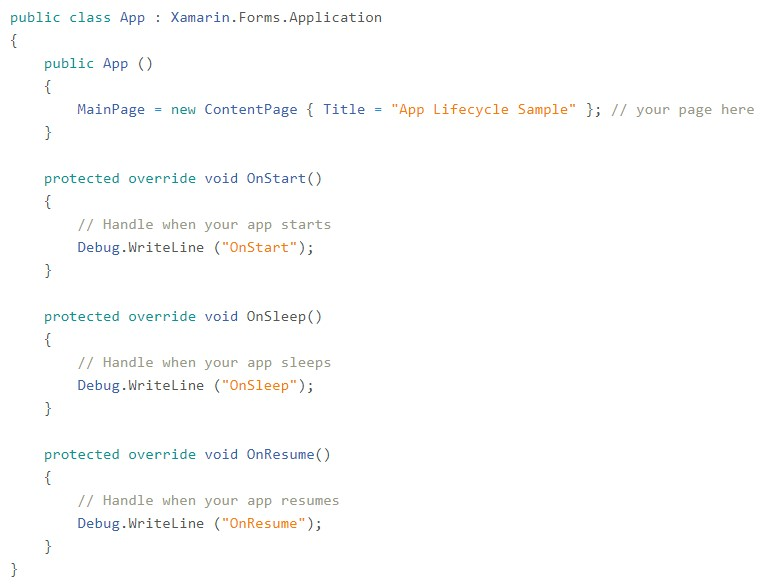 public class App : Xamarin.Forms.Application
{
    public App ()
    {
        MainPage = new ContentPage { Title = "App Lifecycle Sample" }; // your page here
    }

    protected override void OnStart()
    {
        // Handle when your app starts
        Debug.WriteLine ("OnStart");
    }

    protected override void OnSleep()
    {
        // Handle when your app sleeps
        Debug.WriteLine ("OnSleep");
    }

    protected override void OnResume()
    {
        // Handle when your app resumes
        Debug.WriteLine ("OnResume");
    }
}